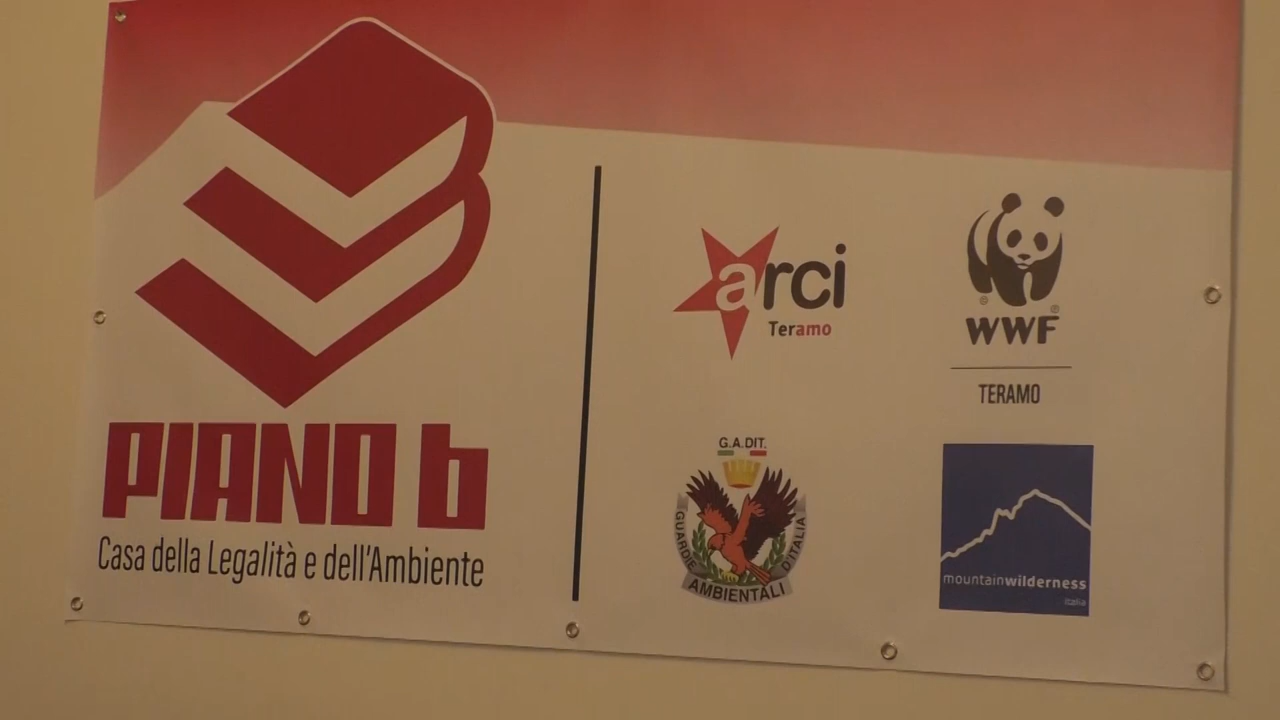 PIANO b
Casa della Legalità e dell'Ambiente
arci
Teramo
WWF
TERAMO
G.A.DIT.
GUARDIE AMBIENTALI D'ITALIA
mountainwilderness
italia